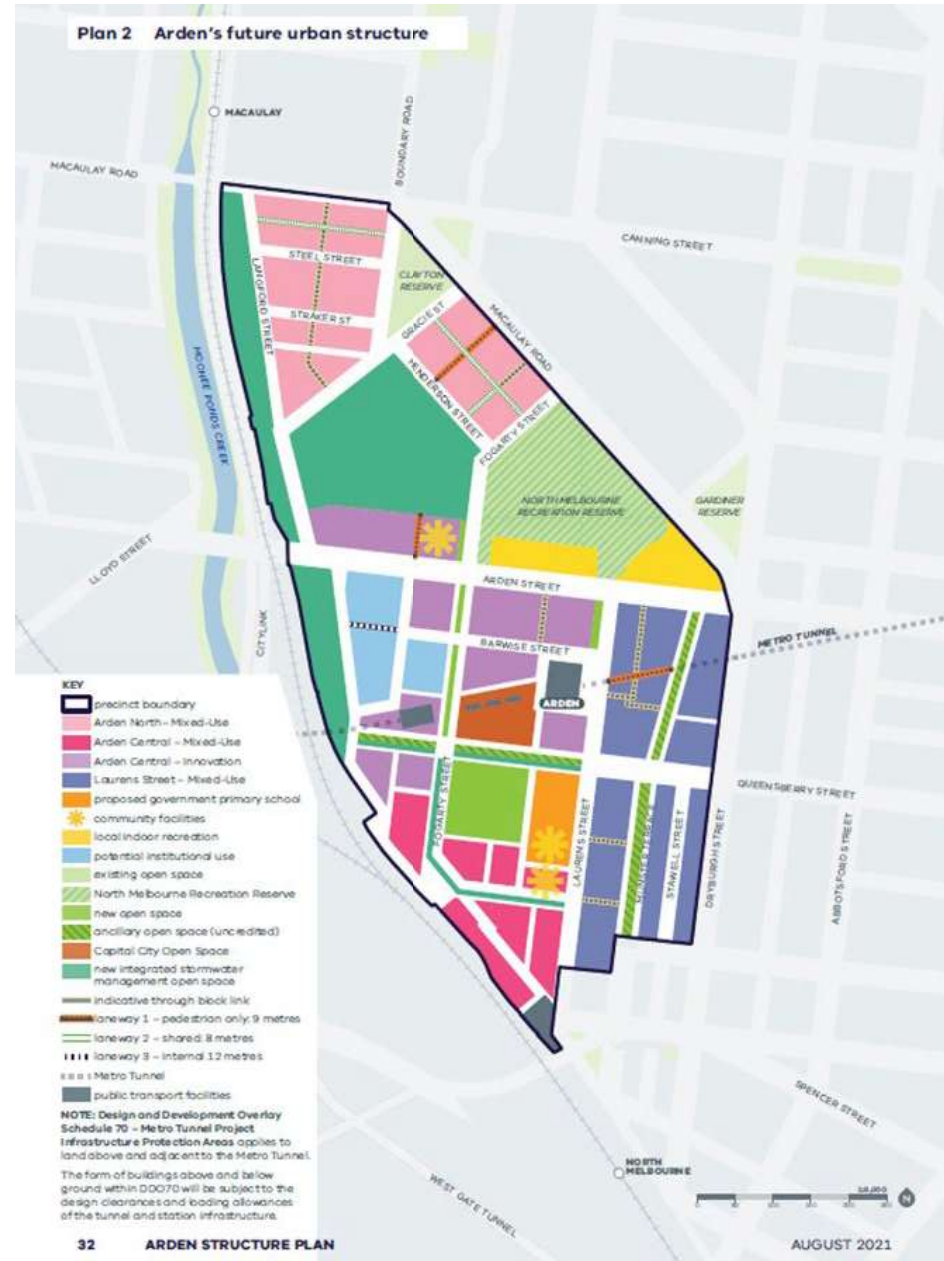 Plan 2 Arden's future urban structure
MACAULAY
BOUNDARY ROAD
MACAULAY ROAD
CANNING STREET
STEEL STREET
CLAYTON
RESERVE
LANGFORD STREET
STRAKER ST
GRACIE ST
MACAULAY ROAD
HENDERSON STREET
MOONEE PONDS CREEK
FOGARTY STREET
NORTH MELBOURNE
RECREATION RESERVE
GARDINER
RESERVE
LLOYD STREET
ARDEN STREET
CITYLINK
BARWISE STREET
METRO TUNNEL
ARDEN
QUEENSBERRY STREET
FOGARTY STREET
LAURENS STREET
MUNSTER TERRACE
STAWELL STREET
DRYBURGH STREET
ABBOTSFORD STREET
SPENCER STREET
NORTH
MELBOURNE
WEST GATE TUNNEL
KEY
precinct boundary
Arden North – Mixed-Use
Arden Central – Mixed-Use
Arden Central – Innovation
Laurens Street – Mixed-Use
proposed government primary school
community facilities
local indoor recreation
potential institutional use
existing open space
North Melbourne Recreation Reserve
new open space
ancillary open space (uncredited)
Capital City Open Space
new integrated stormwater
management open space
indicative through block link
laneway 1 – pedestrian only: 9 metres
laneway 2 – shared: 8 metres
laneway 3 – internal 12 metres
Metro Tunnel
public transport facilities
NOTE: Design and Development Overlay
Schedule 70 – Metro Tunnel Project
Infrastructure Protection Areas applies to
land above and adjacent to the Metro Tunnel.
The form of buildings above and below
ground within DDO70 will be subject to the
design clearances and loading allowances
of the tunnel and station infrastructure.
N
32 ARDEN STRUCTURE PLAN
AUGUST 2021